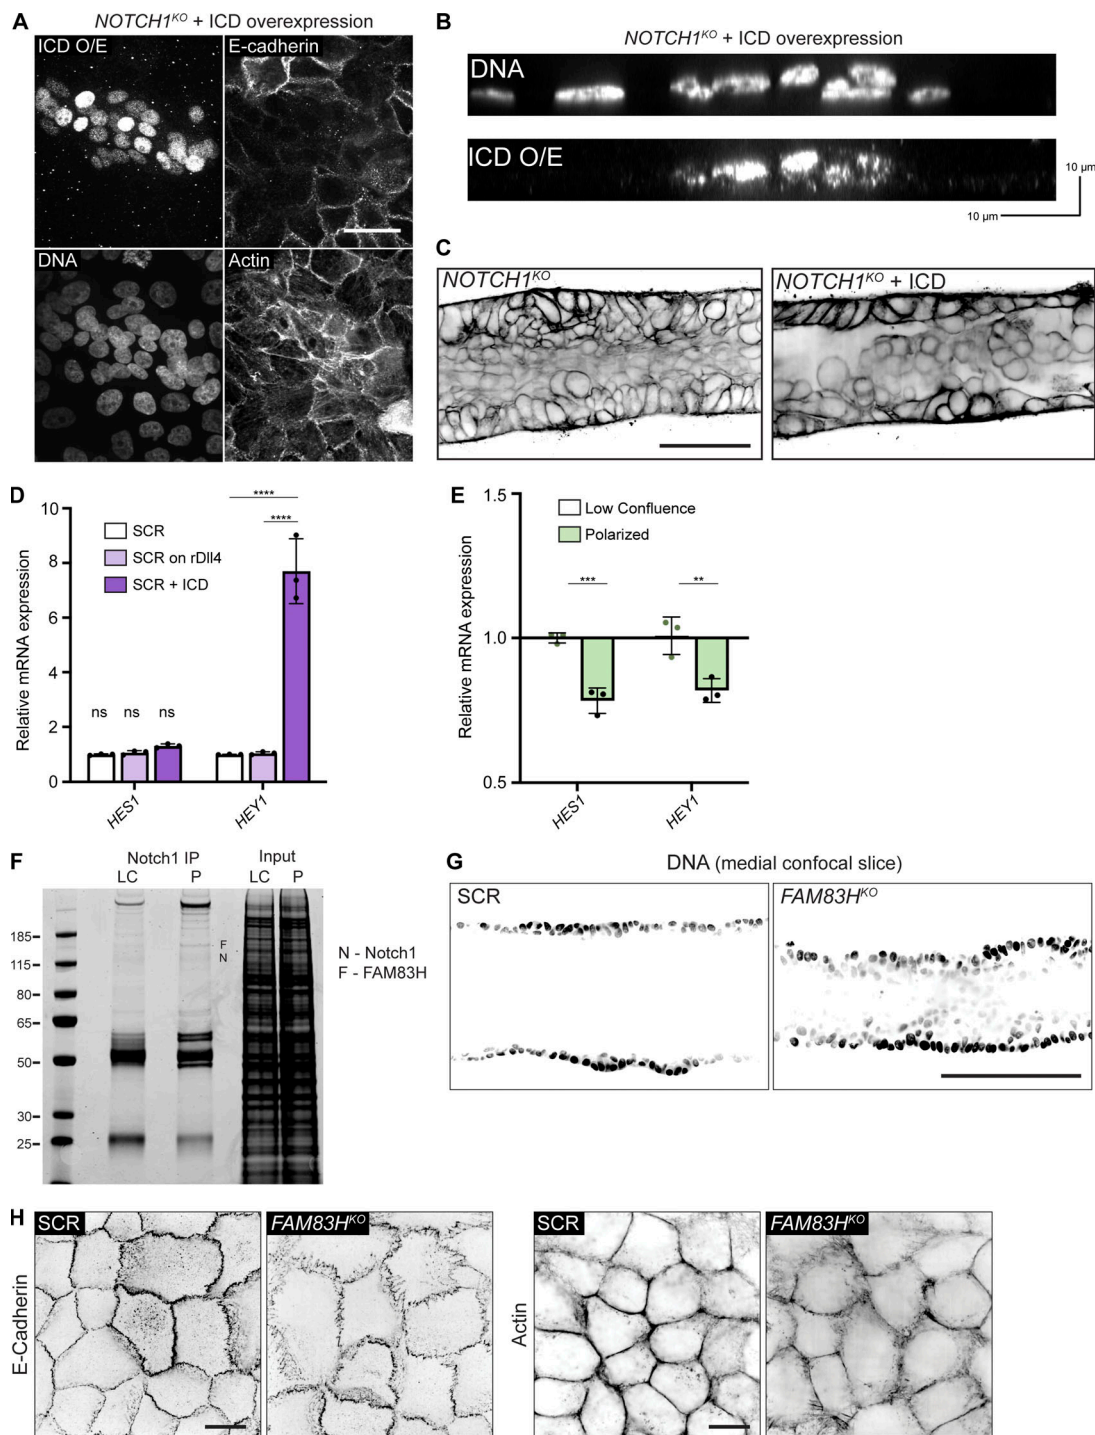 A
NOTCH1KO + ICD overexpression
ICD O/E
E-cadherin
DNA
Actin
B
NOTCH1KO + ICD overexpression
DNA
ICD O/E
10 µm
10 µm
C
NOTCH1KO
NOTCH1KO + ICD
D
Relative mRNA expression
10
8
6
4
2
0
SCR
SCR on rDll4
SCR + ICD
****
****
ns
ns
ns
HES1
HEY1
E
Relative mRNA expression
1.5
1.0
0.5
Low Confluence
Polarized
***
**
HES1
HEY1
F
Notch1 IP
Input
LC
P
LC
P
185
115
80
65
50
30
25
F
N
N - Notch1
F - FAM83H
G
DNA (medial confocal slice)
SCR
FAM83HKO
H
E-Cadherin
SCR
FAM83HKO
Actin
SCR
FAM83HKO